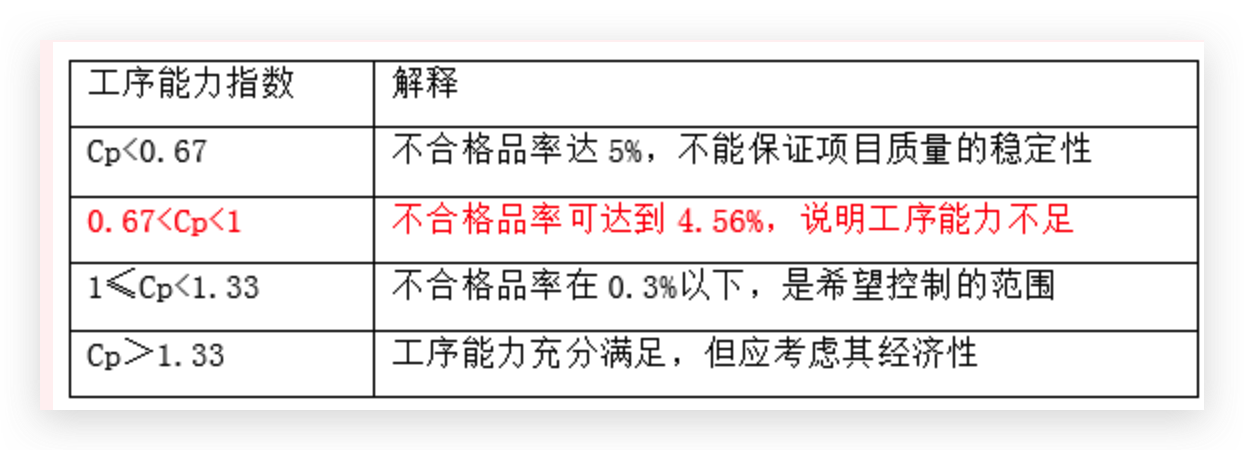 工序能力指数 解释
Cp<0.67 不合格品率达 5%，不能保证项目质量的稳定性
0.67<Cp<1 不合格品率可达到 4.56%，说明工序能力不足
1≤Cp<1.33 不合格品率在 0.3%以下，是希望控制的范围
Cp＞1.33 工序能力充分满足，但应考虑其经济性